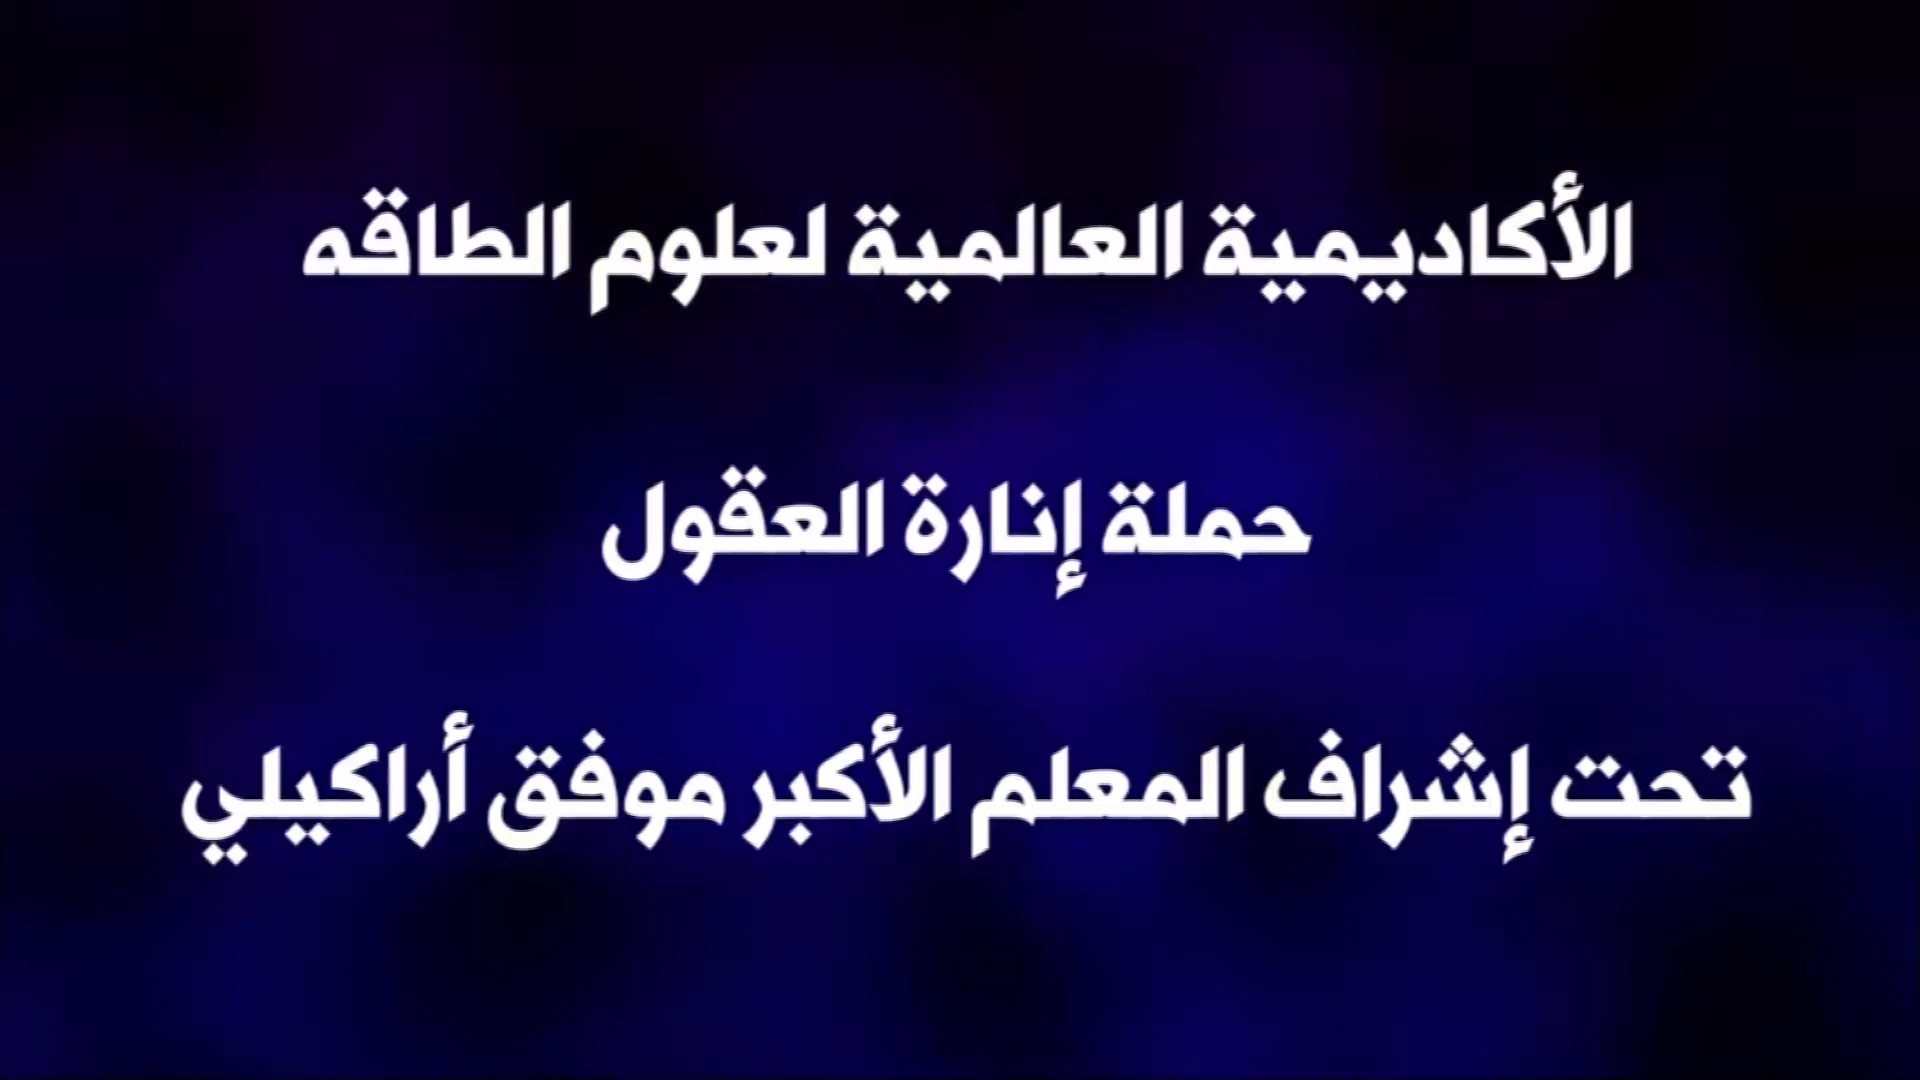 الأكاديمية العالمية لعلوم الطاقه
حملة إنارة العقول
تحت إشراف المعلم الأكبر موفق أراكيلي